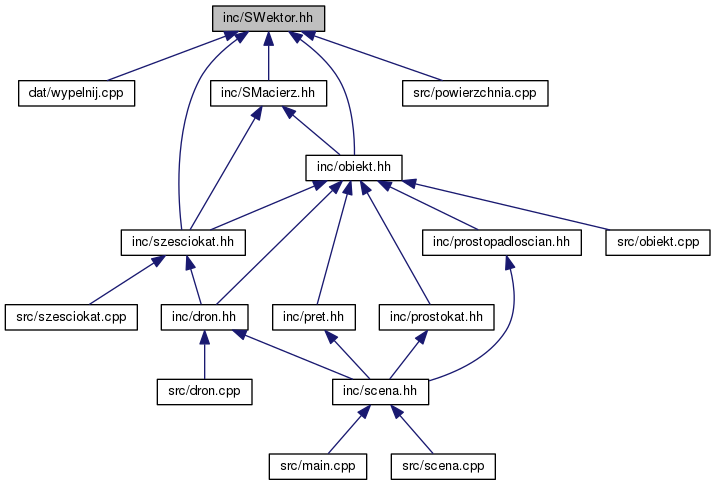 inc/SWektor.hh
dat/wypelnij.cpp
inc/SMacierz.hh
src/powierzchnia.cpp
inc/obiekt.hh
inc/szesciokat.hh
inc/prostopadloscian.hh
src/obiekt.cpp
src/szesciokat.cpp
inc/dron.hh
inc/pret.hh
inc/prostokat.hh
src/dron.cpp
inc/scena.hh
src/main.cpp
src/scena.cpp